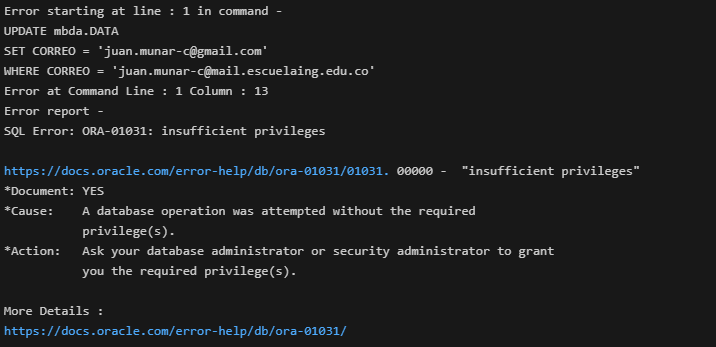 Error starting at line : 1 in command -
UPDATE mbda.DATA
SET CORREO = 'juan.munar-c@gmail.com'
WHERE CORREO = 'juan.munar-c@mail.escuelaing.edu.co'
Error at Command Line : 1 Column : 13
Error report -
SQL Error: ORA-01031: insufficient privileges

https://docs.oracle.com/error-help/db/ora-01031/01031. 00000 -  "insufficient privileges"
*Document: YES
*Cause:    A database operation was attempted without the required
           privilege(s).
*Action:   Ask your database administrator or security administrator to grant
           you the required privilege(s).

More Details :
https://docs.oracle.com/error-help/db/ora-01031/